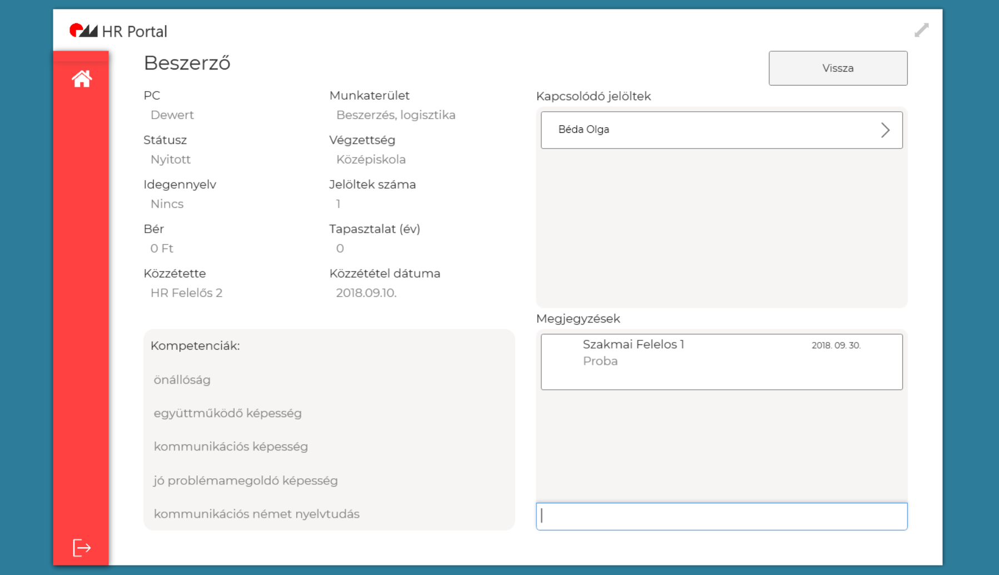 HR Portal
Beszerző
Vissza
PC
Dewert
Munkaterület
Beszerzés, logisztika
Státusz
Nyitott
Végzettség
Középiskola
Idegennyelv
Nincs
Jelöltek száma
1
Bér
0 Ft
Tapasztalat (év)
0
Közzétette
HR Felelős 2
Közzététel dátuma
2018.09.10.
Kompetenciák:
önállóság
együttműködő képesség
kommunikációs képesség
jó problémamegoldó képesség
kommunikációs német nyelvtudás
Kapcsolódó jelöltek
Béda Olga
Megjegyzések
Szakmai Felelos 1
2018. 09. 30.
Proba